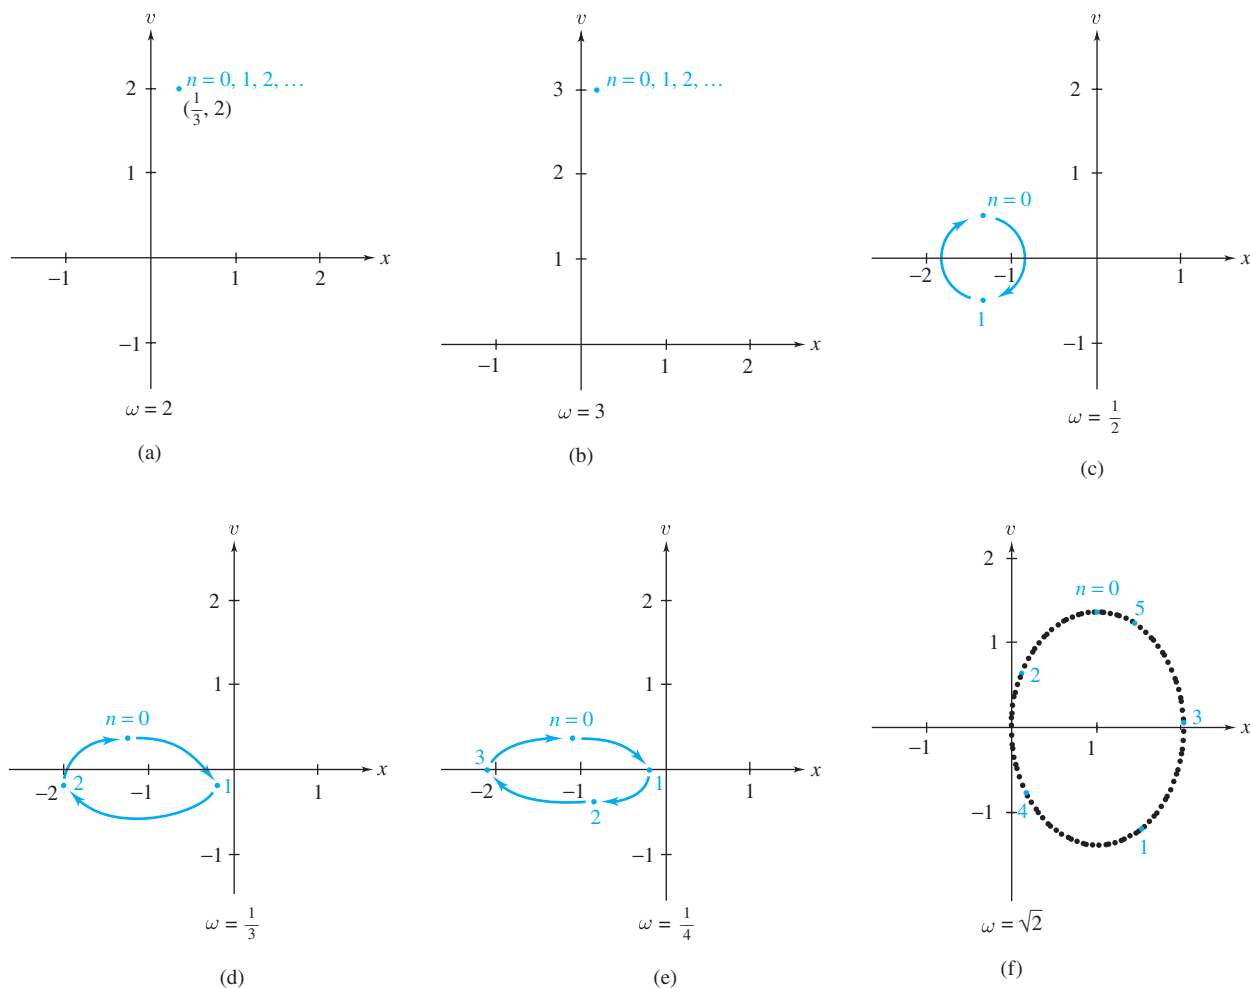 v
2
n = 0, 1, 2, …
(1/3, 2)
1
−1
1
2
x
−1
ω = 2
(a)
v
3
n = 0, 1, 2, …
2
1
−1
1
2
x
ω = 3
(b)
v
2
1
n = 0
−2
−1
1
x
1
−1
ω = 1/2
(c)
v
2
1
n = 0
−2
2
−1
1
1
x
−1
ω = 1/3
(d)
v
2
1
n = 0
3
−2
−1
1
1
x
2
−1
ω = 1/4
(e)
v
2
n = 0
5
1
2
3
−1
1
x
−1
4
1
ω = √2
(f)